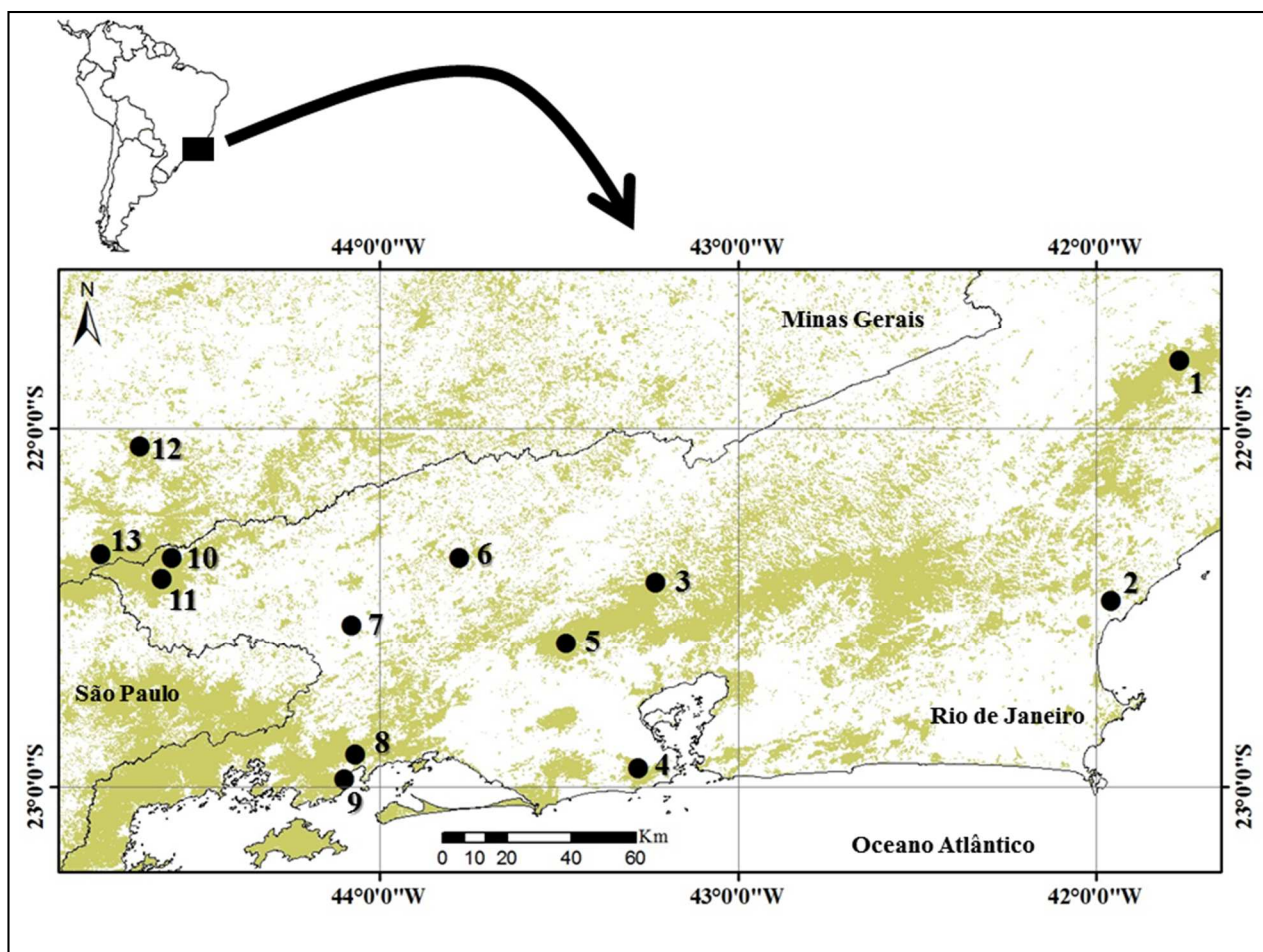 44°0'0"W 43°0'0"W 42°0'0"W
N
Minas Gerais
1
22°0'0"S 22°0'0"S
12
13
10
6
3
2
11
7
5
São Paulo
Rio de Janeiro
8
4
23°0'0"S 23°0'0"S
9
Km
0 10 20 40 60
Oceano Atlântico
44°0'0"W 43°0'0"W 42°0'0"W